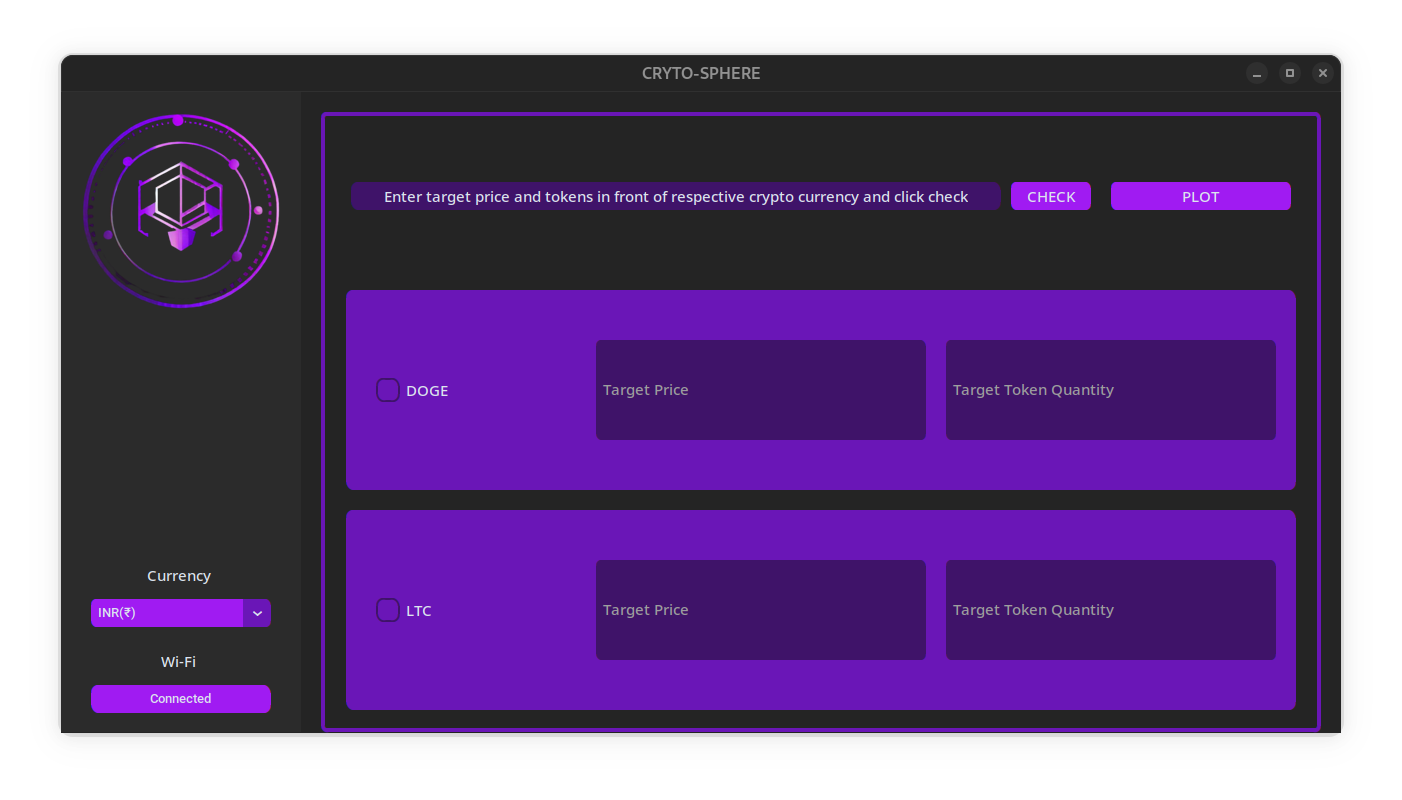 CRYTO-SPHERE
Enter target price and tokens in front of respective crypto currency and click check
CHECK
PLOT
DOGE
Target Price
Target Token Quantity
LTC
Target Price
Target Token Quantity
Currency
INR(₹)
Wi-Fi
Connected